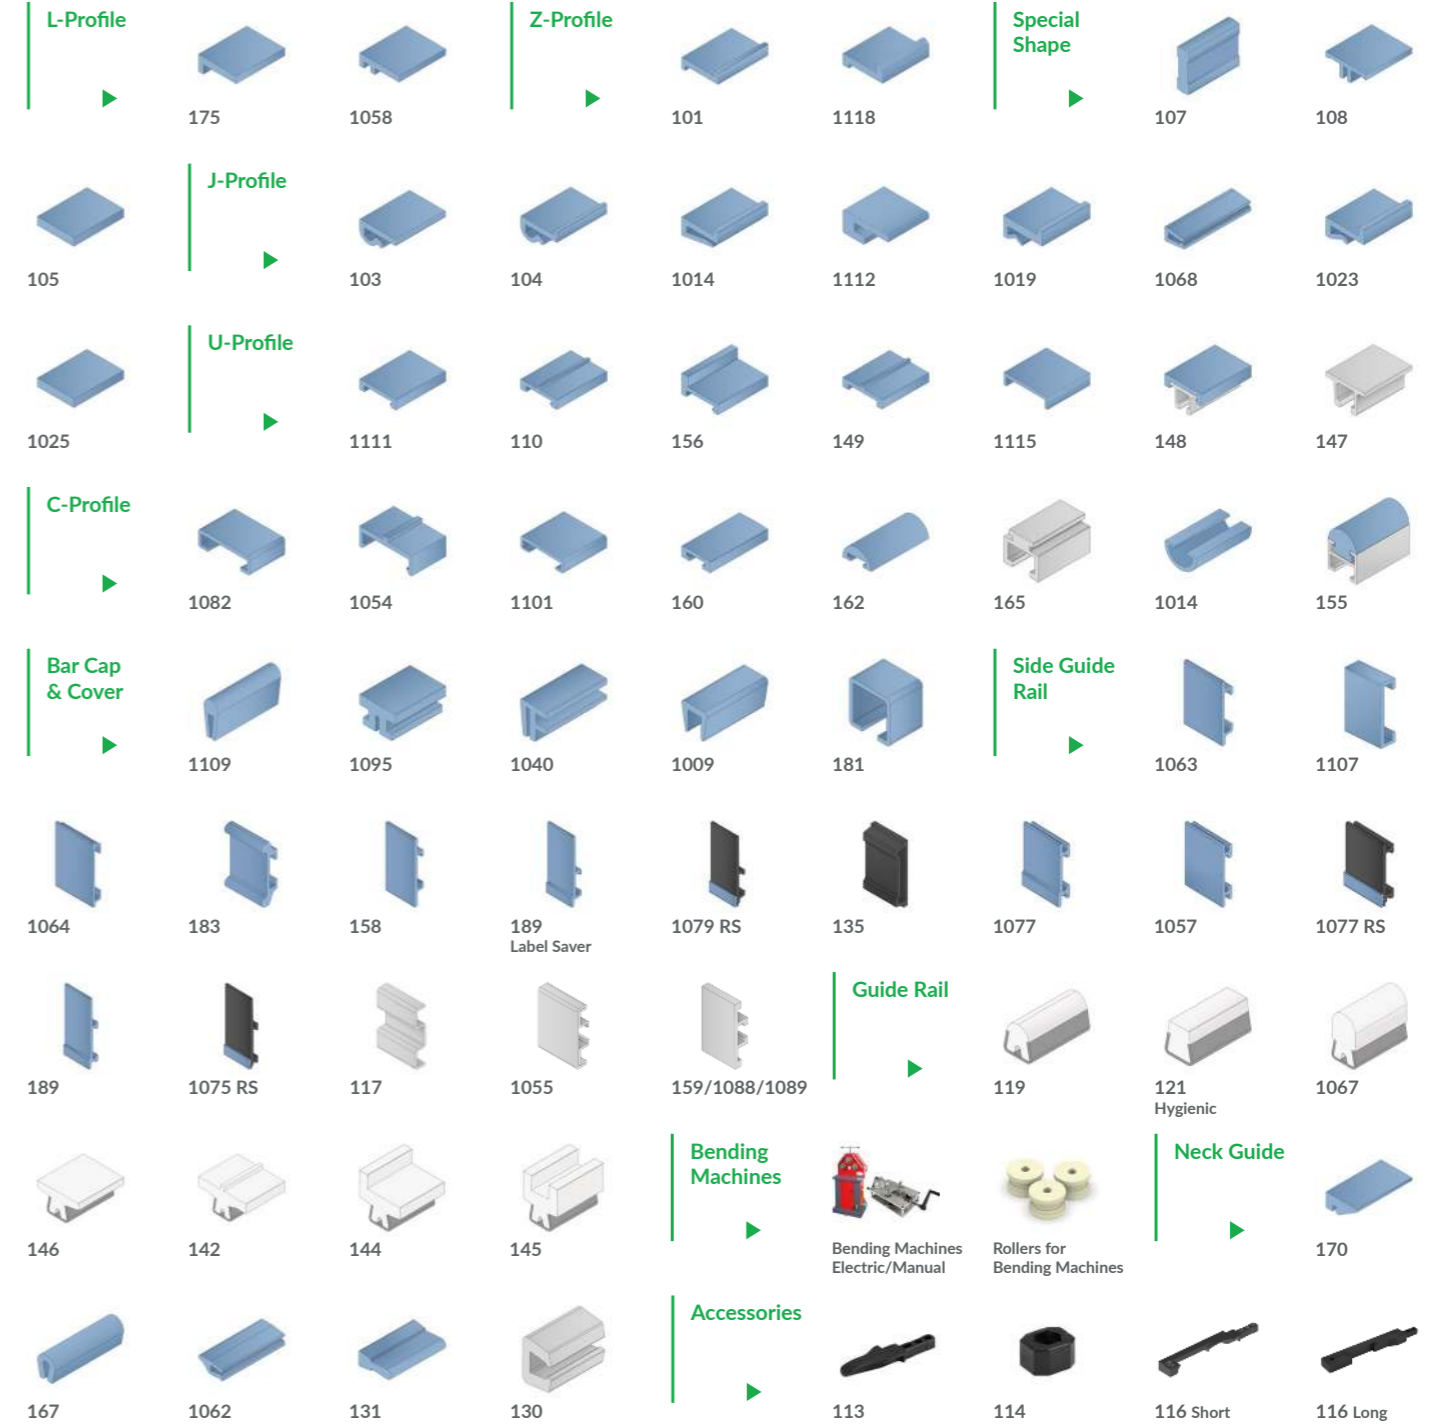 L-Profile
175
1058
Z-Profile
101
1118
Special
Shape
107
108
105
J-Profile
103
104
1014
1112
1019
1068
1023
1025
U-Profile
1111
110
156
149
1115
148
147
C-Profile
1082
1054
1101
160
162
165
1014
155
Bar Cap
& Cover
1109
1095
1040
1009
181
Side Guide
Rail
1063
1107
1064
183
158
189
Label Saver
1079 RS
135
1077
1057
1077 RS
189
1075 RS
117
1055
159/1088/1089
Guide Rail
119
121
Hygienic
1067
146
142
144
145
Bending
Machines
Bending Machines
Electric/Manual
Rollers for
Bending Machines
Neck Guide
170
167
1062
131
130
Accessories
113
114
116 Short
116 Long